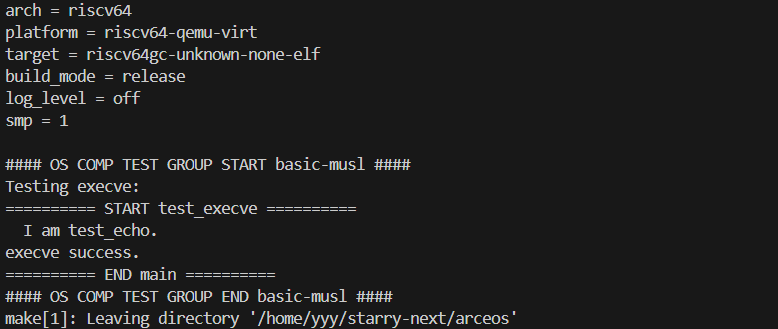 arch = riscv64
platform = riscv64-qemu-virt
target = riscv64gc-unknown-none-elf
build_mode = release
log_level = off
smp = 1

#### OS COMP TEST GROUP START basic-musl ####
Testing execve:
========== START test_execve ==========
  I am test_echo.
execve success.
========== END main ==========
#### OS COMP TEST GROUP END basic-musl ####
make[1]: Leaving directory '/home/yyy/starry-next/arceos'